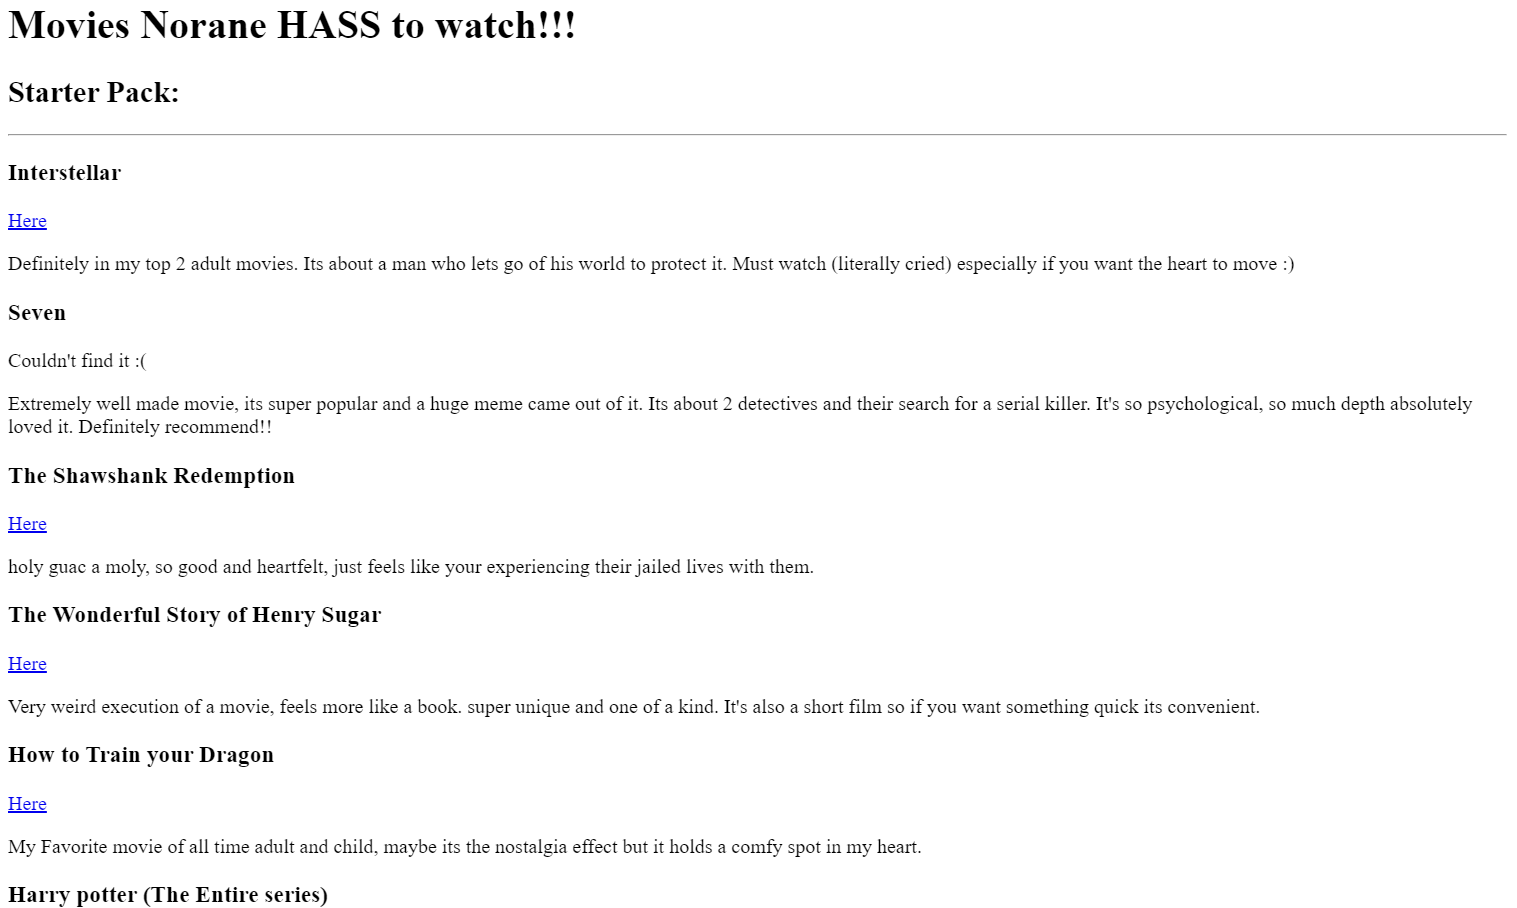 Movies Norane HASS to watch!!!
Starter Pack:
Interstellar
Here
Definitely in my top 2 adult movies. Its about a man who lets go of his world to protect it. Must watch (literally cried) especially if you want the heart to move :)
Seven
Couldn't find it :(
Extremely well made movie, its super popular and a huge meme came out of it. Its about 2 detectives and their search for a serial killer. It's so psychological, so much depth absolutely
loved it. Definitely recommend!!
The Shawshank Redemption
Here
holy guac a moly, so good and heartfelt, just feels like your experiencing their jailed lives with them.
The Wonderful Story of Henry Sugar
Here
Very weird execution of a movie, feels more like a book. super unique and one of a kind. It's also a short film so if you want something quick its convenient.
How to Train your Dragon
Here
My Favorite movie of all time adult and child, maybe its the nostalgia effect but it holds a comfy spot in my heart.
Harry potter (The Entire series)